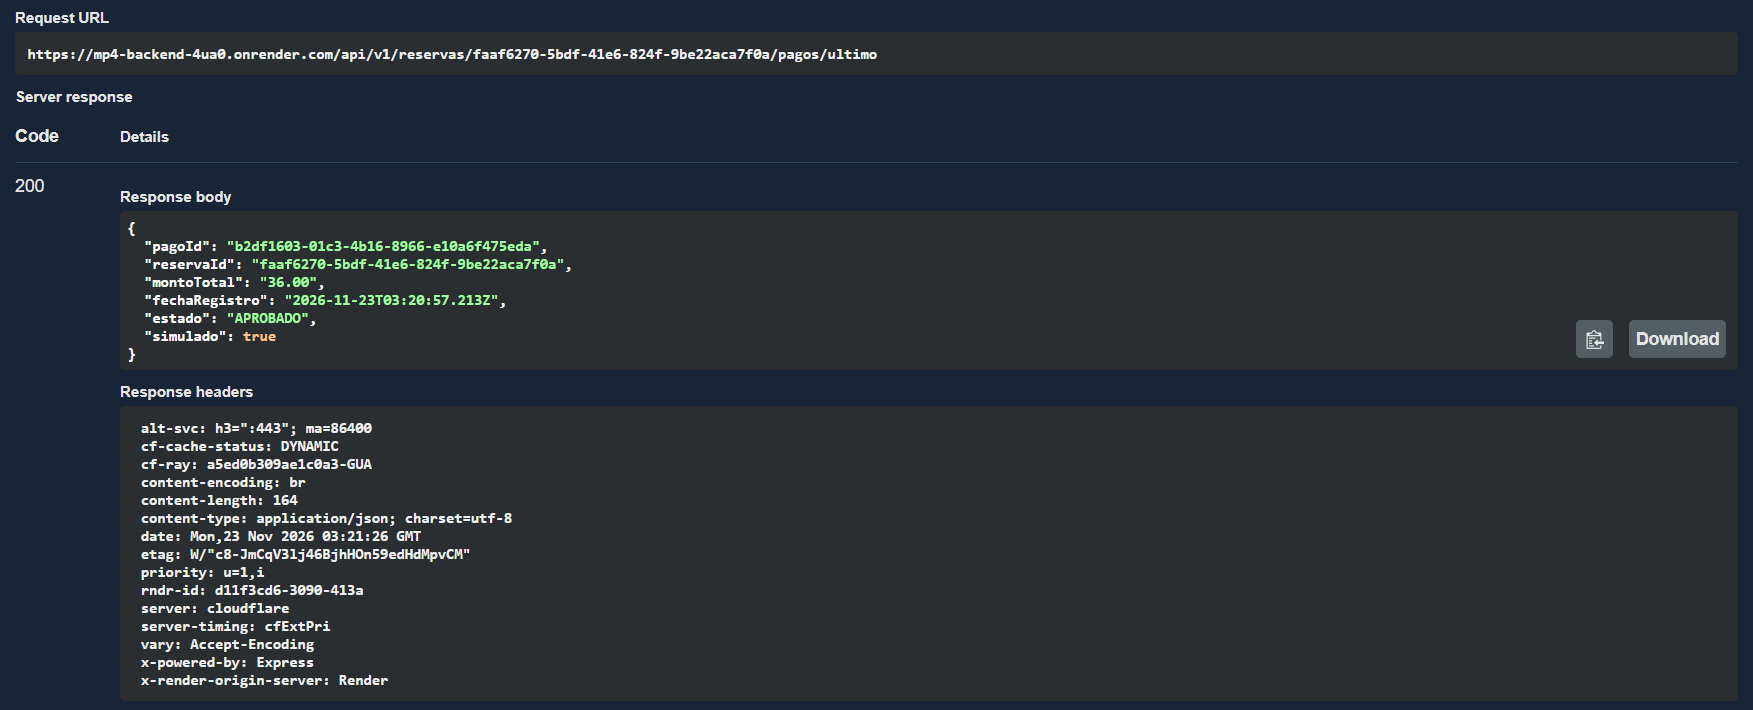 Request URL
https://mp4-backend-4ua0.onrender.com/api/v1/reservas/faaf6270-5bdf-41e6-824f-9be22aca7f0a/pagos/ultimo
Server response
Code Details
200
Response body
{
"pagoId": "b2df1603-01c3-4b16-8966-e10a6f475eda",
"reservaId": "faaf6270-5bdf-41e6-824f-9be22aca7f0a",
"montoTotal": "36.00",
"fechaRegistro": "2026-11-23T03:20:57.213Z",
"estado": "APROBADO",
"simulado": true
}
Download
Response headers
alt-svc: h3=":443"; ma=86400
cf-cache-status: DYNAMIC
cf-ray: a5ed0b309ae1c0a3-GUA
content-encoding: br
content-length: 164
content-type: application/json; charset=utf-8
date: Mon,23 Nov 2026 03:21:26 GMT
etag: W/"c8-JmCqV3lj46BjhHOn59edHdMpvCM"
priority: u=1,i
rndr-id: d11f3cd6-3090-413a
server: cloudflare
server-timing: cfExtPri
vary: Accept-Encoding
x-powered-by: Express
x-render-origin-server: Render